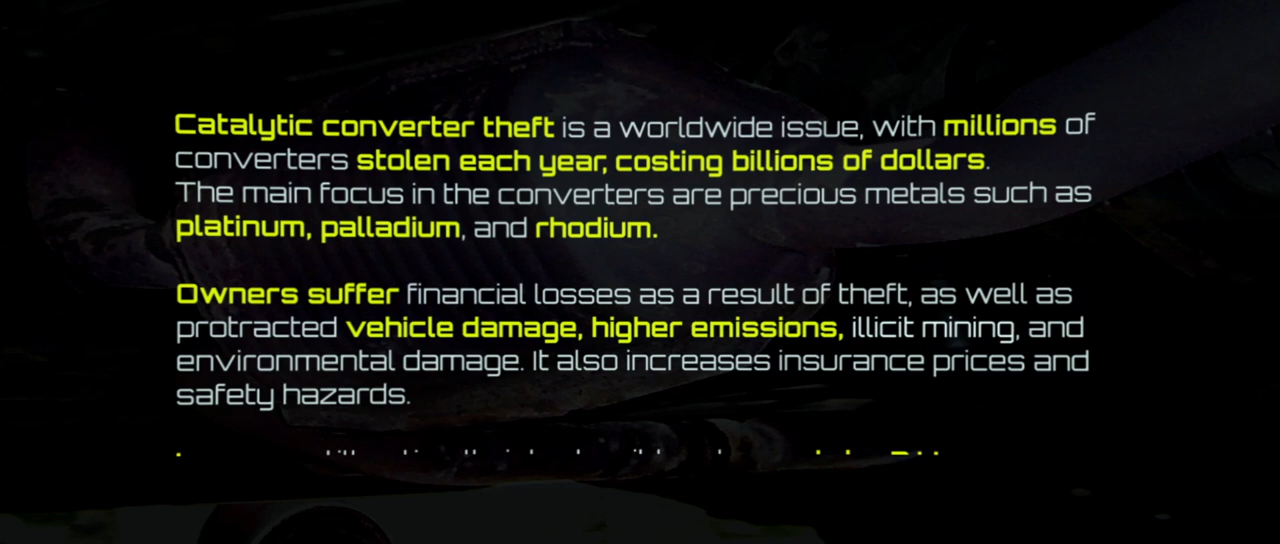 Catalytic converter theft is a worldwide issue, with millions of
converters stolen each year, costing billions of dollars.
The main focus in the converters are precious metals such as
platinum, palladium, and rhodium.
Owners suffer financial losses as a result of theft, as well as
protracted vehicle damage, higher emissions, illicit mining, and
environmental damage. It also increases insurance prices and
safety hazards.